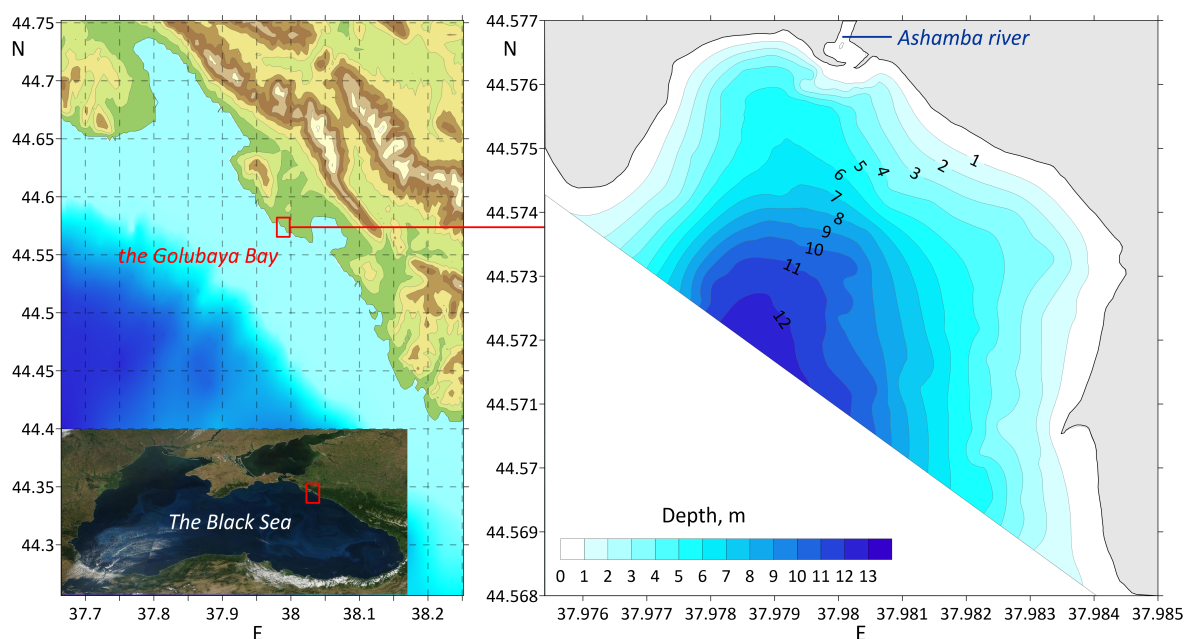 44.75
N
44.7
44.65
44.6
44.55
44.5
44.45
44.4
44.35
44.3
the Golubaya Bay
The Black Sea
37.7 37.8 37.9 38 38.1 38.2
E
44.577
N
44.576
44.575
44.574
44.573
44.572
44.571
44.57
44.569
44.568
Ashamba river
1
2
3
4
5
6
7
8
9
10
11
12
Depth, m
0 1 2 3 4 5 6 7 8 9 10 11 12 13
37.976 37.977 37.978 37.979 37.98 37.981 37.982 37.983 37.984 37.985
E